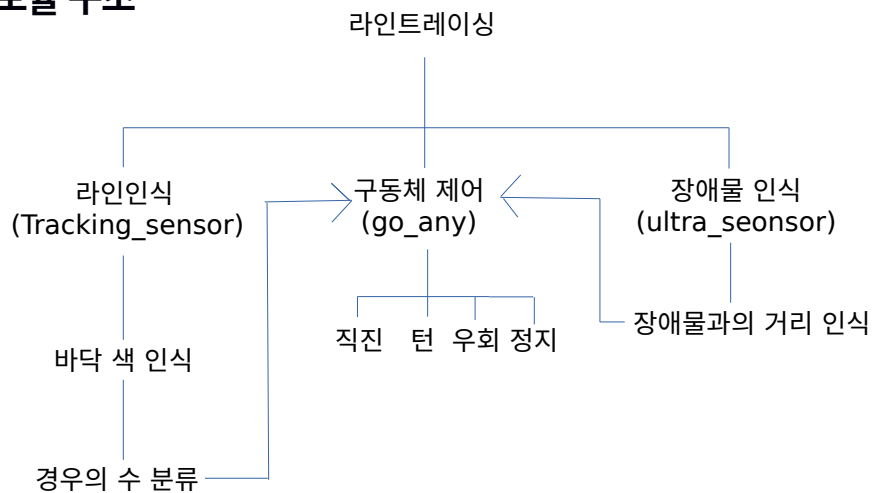 모듈 구조
라인트레이싱
라인인식
(Tracking_sensor)
구동체 제어
(go_any)
장애물 인식
(ultra_seonsor)
직진 턴 우회 정지
장애물과의 거리 인식
바닥 색 인식
경우의 수 분류